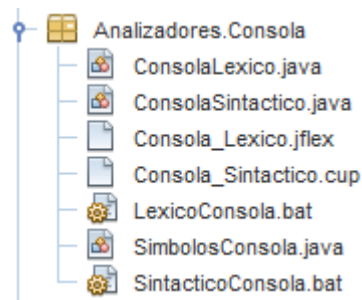 Analizadores.Consola
ConsolaLexico.java
ConsolaSintactico.java
Consola_Lexico.jflex
Consola_Sintactico.cup
LexicoConsola.bat
SimbolosConsola.java
SintacticoConsola.bat